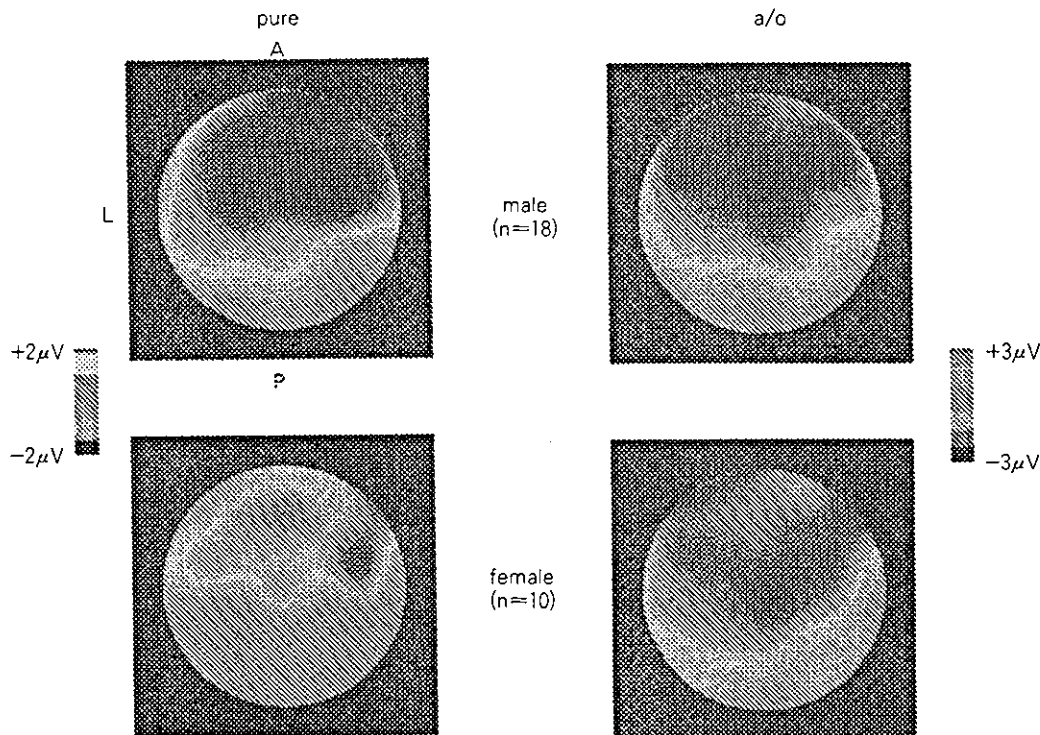 pure
a/o
A
L
male
(n=18)
+2μV
-2μV
+3μV
-3μV
P
female
(n=10)